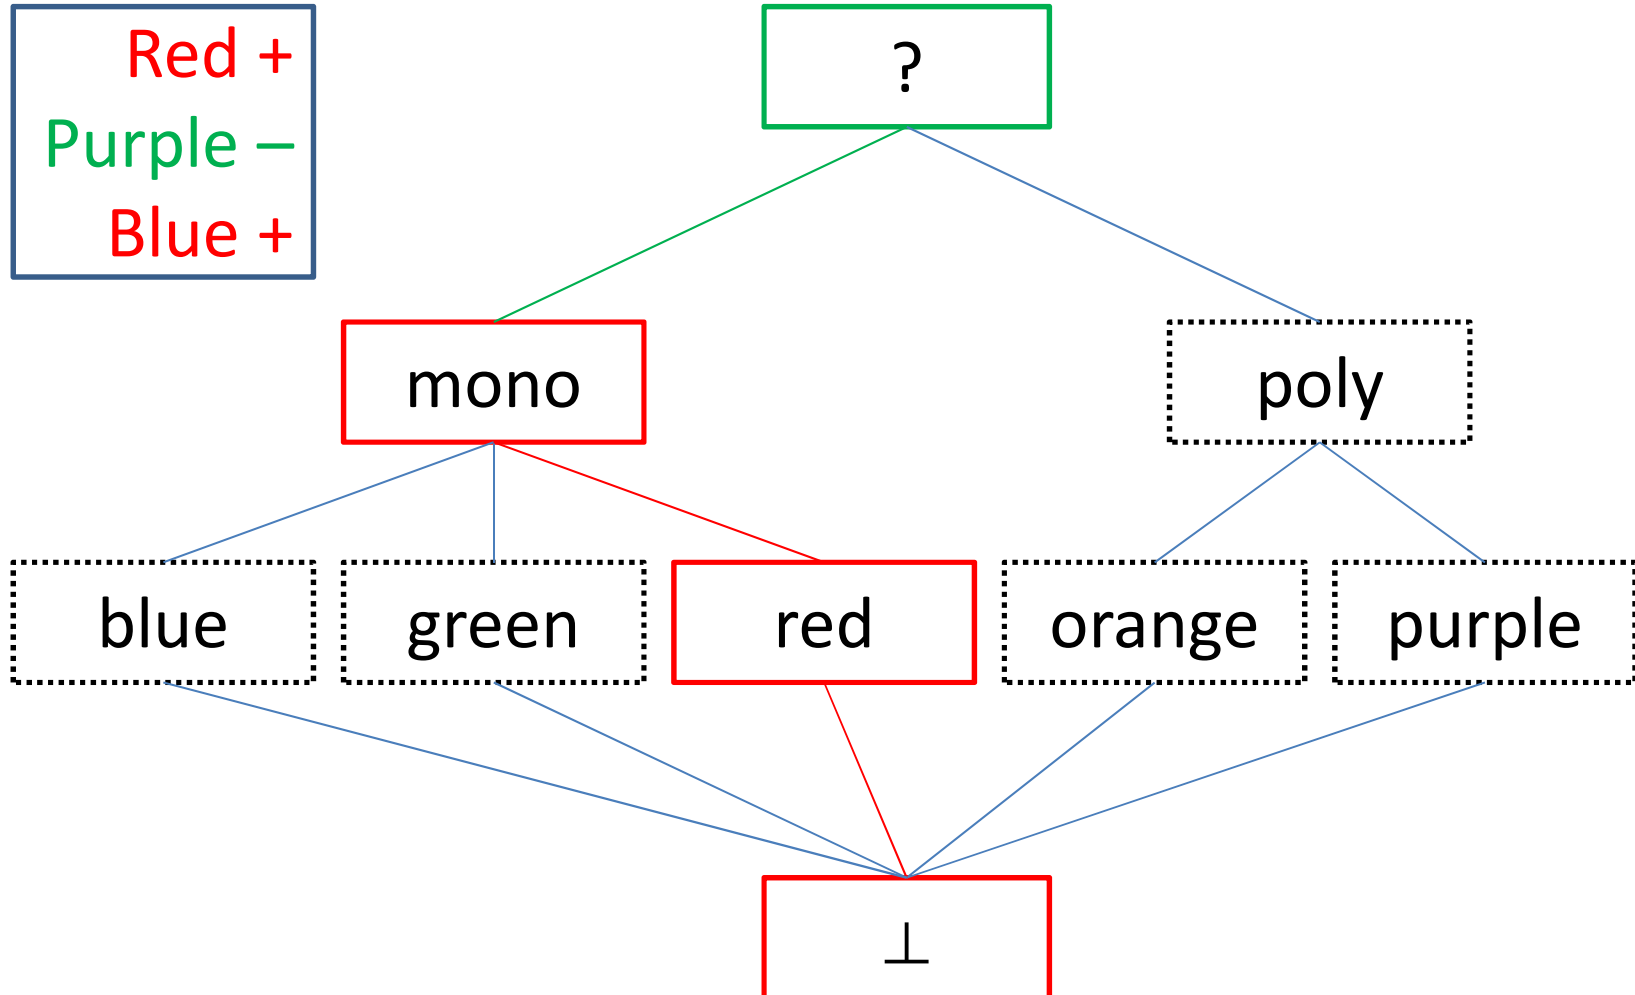 Red +
Purple –
Blue +
?
mono
poly
blue
green
red
orange
purple
⊥